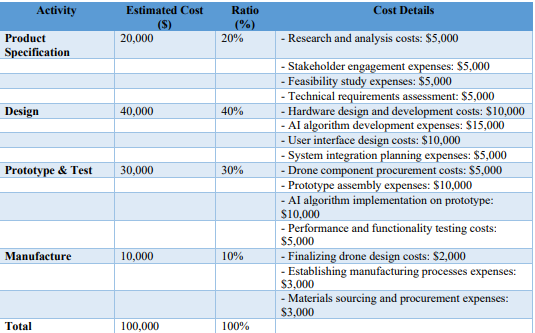 Activity Estimated Cost ($) Ratio (%) Cost Details
Product Specification 20,000 20% - Research and analysis costs: $5,000
- Stakeholder engagement expenses: $5,000
- Feasibility study expenses: $5,000
- Technical requirements assessment: $5,000
Design 40,000 40% - Hardware design and development costs: $10,000
- AI algorithm development expenses: $15,000
- User interface design costs: $10,000
- System integration planning expenses: $5,000
Prototype & Test 30,000 30% - Drone component procurement costs: $5,000
- Prototype assembly expenses: $10,000
- AI algorithm implementation on prototype:
$10,000
- Performance and functionality testing costs:
$5,000
Manufacture 10,000 10% - Finalizing drone design costs: $2,000
- Establishing manufacturing processes expenses:
$3,000
- Materials sourcing and procurement expenses:
$3,000
Total 100,000 100%